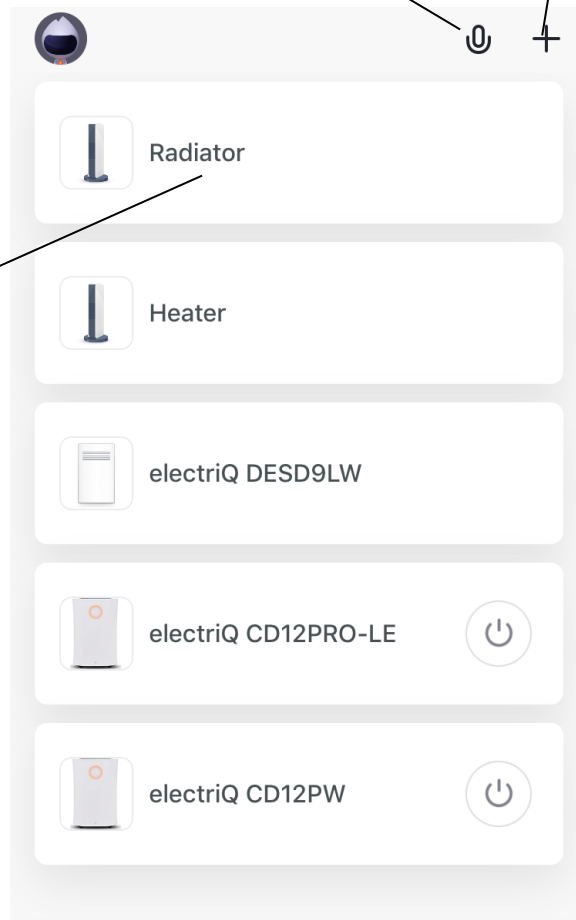 Radiator
Heater
electriQ DESD9LW
electriQ CD12PRO-LE
electriQ CD12PW